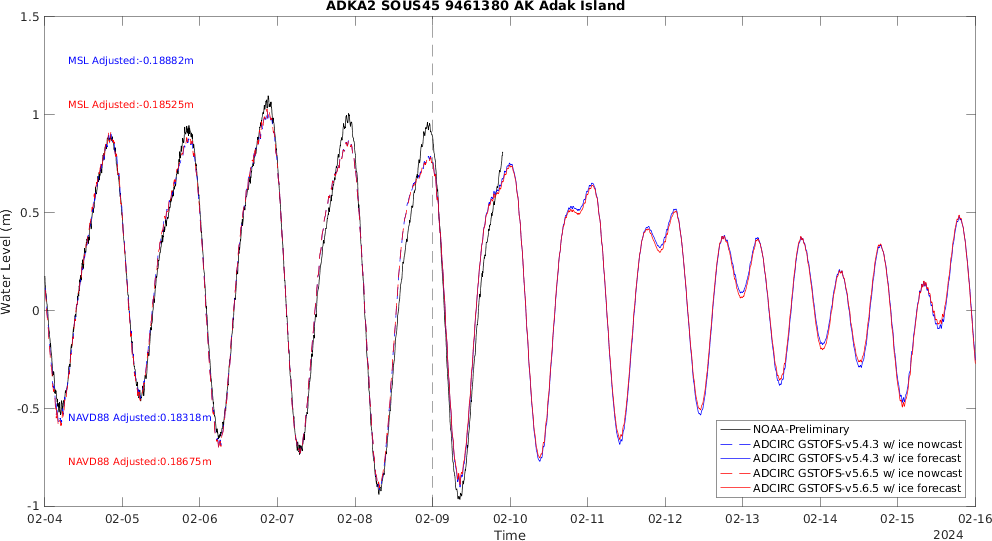 ADKA2 SOUS45 9461380 AK Adak Island
1.5
MSL Adjusted:-0.18882m
MSL Adjusted:-0.18525m
1
0.5
Water Level (m)
0
-0.5
NAVD88 Adjusted:0.18318m
NAVD88 Adjusted:0.18675m
NOAA-Preliminary
ADCIRC GSTOFS-v5.4.3 w/ ice nowcast
ADCIRC GSTOFS-v5.4.3 w/ ice forecast
ADCIRC GSTOFS-v5.6.5 w/ ice nowcast
ADCIRC GSTOFS-v5.6.5 w/ ice forecast
-1
02-04 02-05 02-06 02-07 02-08 02-09 02-10 02-11 02-12 02-13 02-14 02-15 02-16
Time
2024